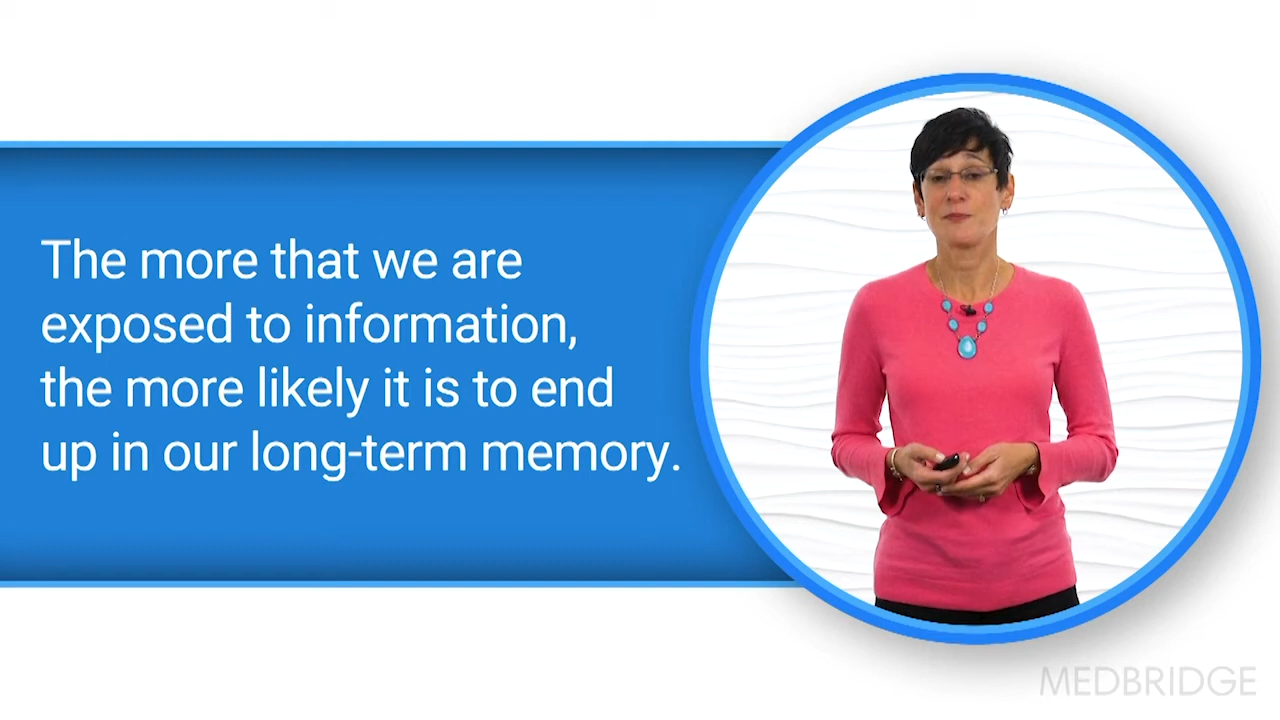 The more that we are
exposed to information,
the more likely it is to end
up in our long-term memory.
MEDBRIDGE